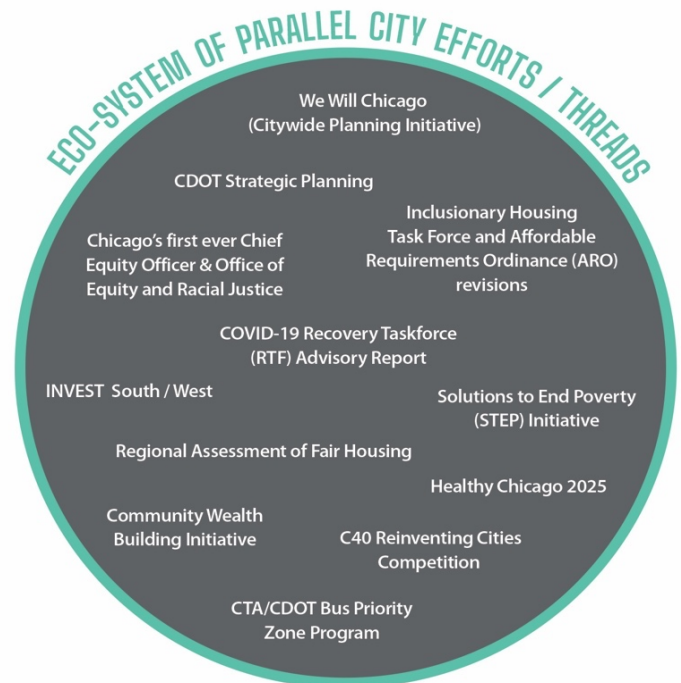 ECO-SYSTEM OF PARALLEL CITY EFFORTS / THREADS
We Will Chicago
(Citywide Planning Initiative)
CDOT Strategic Planning
Inclusionary Housing
Task Force and Affordable
Requirements Ordinance (ARO)
revisions
Chicago's first ever Chief
Equity Officer & Office of
Equity and Racial Justice
COVID-19 Recovery Taskforce
(RTF) Advisory Report
INVEST South / West
Solutions to End Poverty
(STEP) Initiative
Regional Assessment of Fair Housing
Healthy Chicago 2025
Community Wealth
Building Initiative
C40 Reinventing Cities
Competition
CTA/CDOT Bus Priority
Zone Program